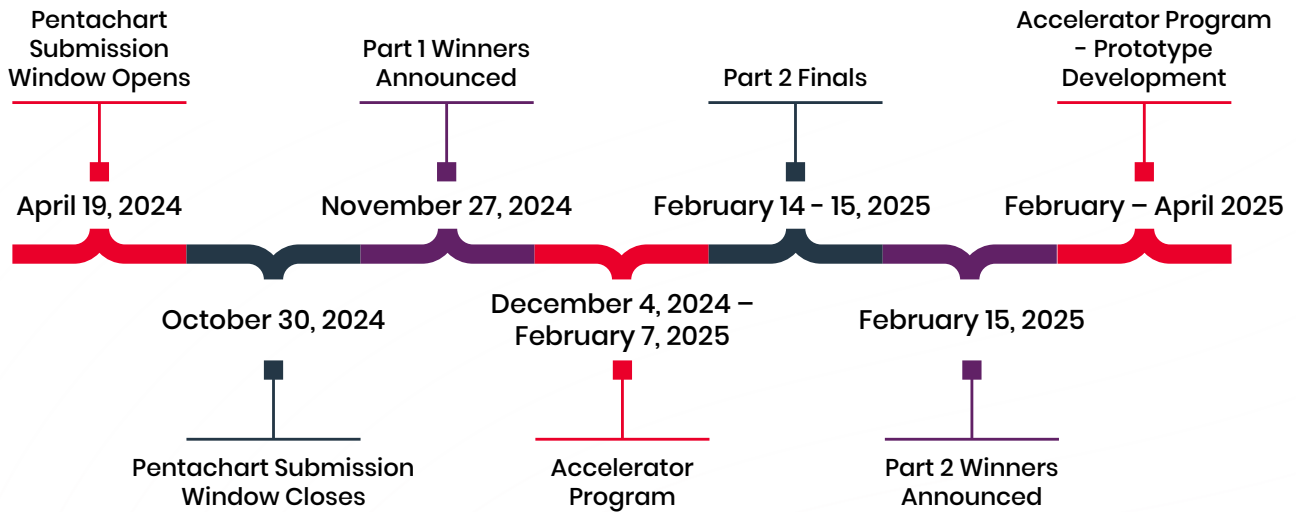 Pentachart
Submission
Window Opens
April 19, 2024
October 30, 2024
Pentachart Submission
Window Closes
Part 1 Winners
Announced
November 27, 2024
December 4, 2024 –
February 7, 2025
Accelerator
Program
Part 2 Finals
February 14 - 15, 2025
February 15, 2025
Part 2 Winners
Announced
Accelerator Program
- Prototype
Development
February – April 2025